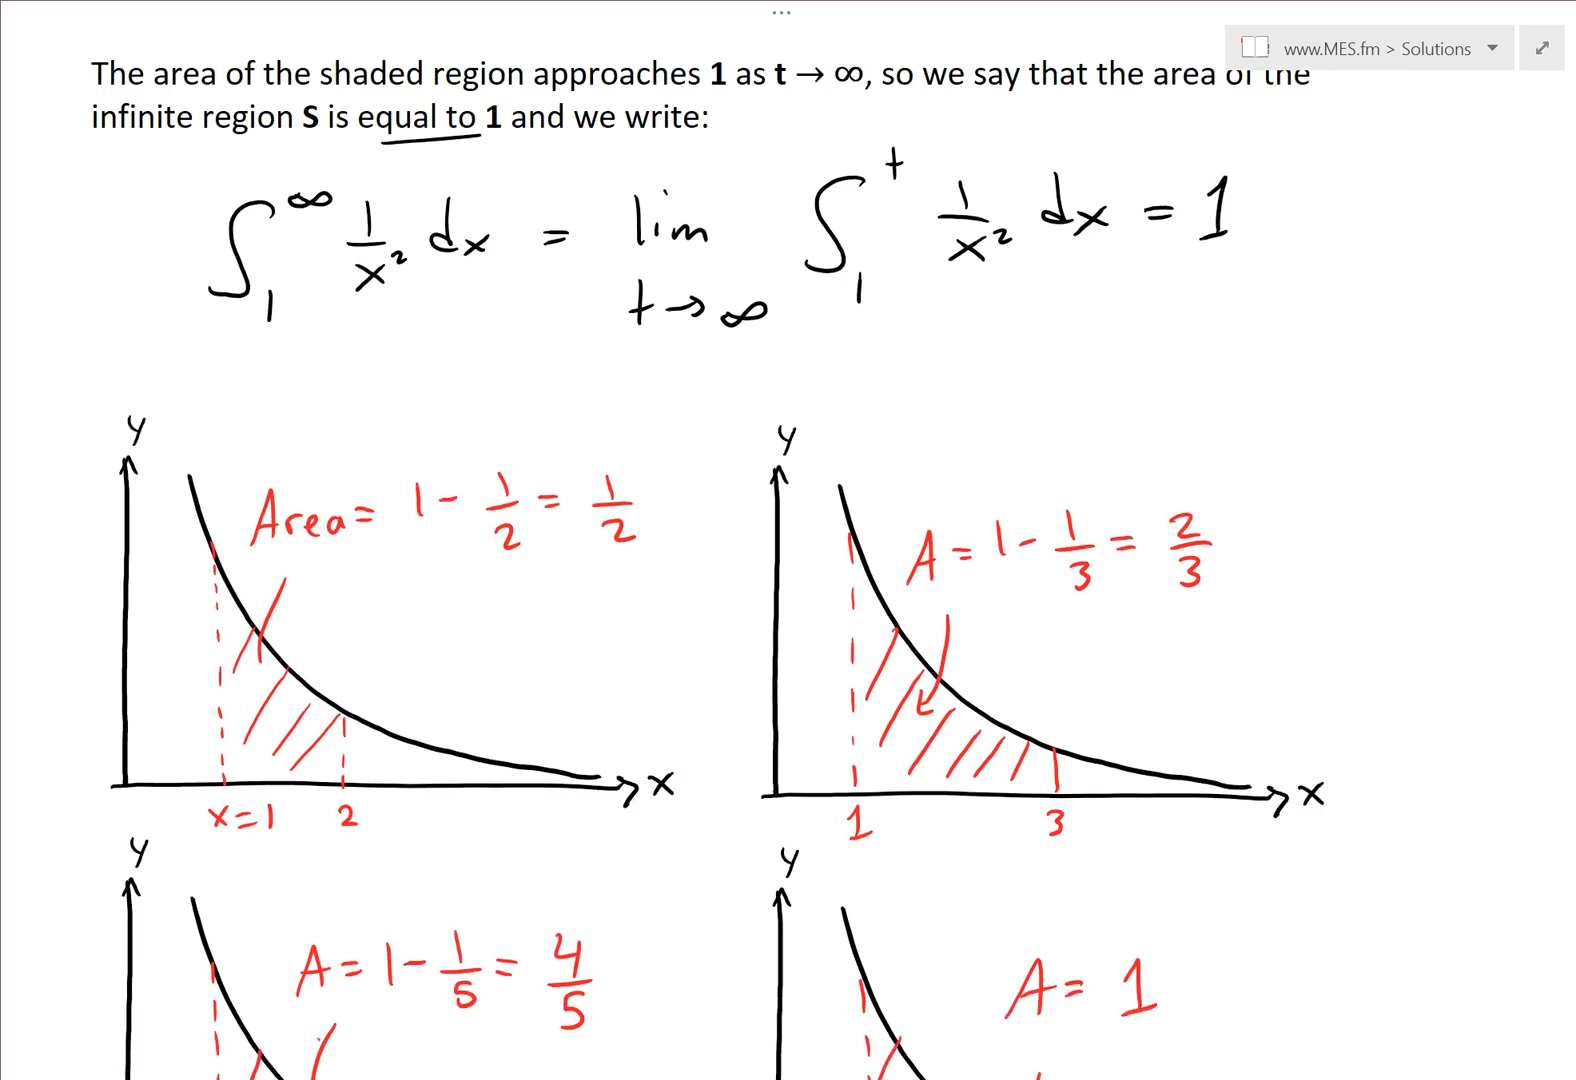 www.MES.fm > Solutions
The area of the shaded region approaches 1 as t → ∞, so we say that the area of the
infinite region S is equal to 1 and we write:
∫₁^∞ 1/x² dx = lim t→∞ ∫₁^t 1/x² dx = 1
y
Area = 1 - 1/2 = 1/2
x=1 2
x
y
A = 1 - 1/3 = 2/3
1 3
x
y
A = 1 - 1/5 = 4/5
y
A = 1